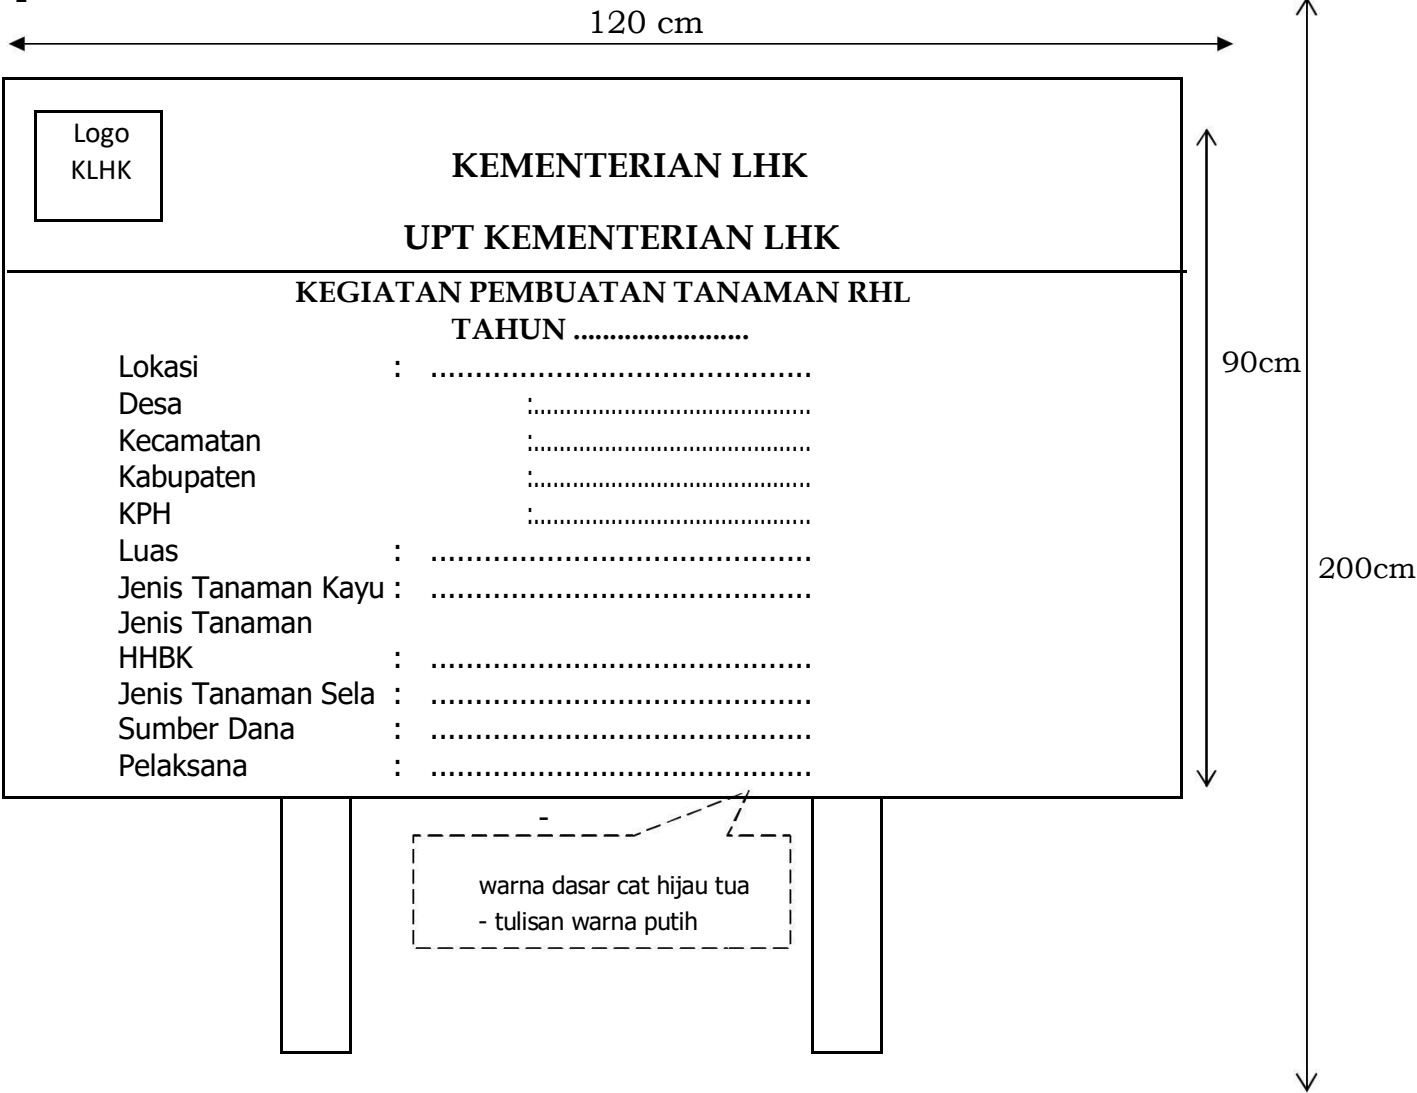 120 cm
Logo
KLHK
KEMENTERIAN LHK
UPT KEMENTERIAN LHK
KEGIATAN PEMBUATAN TANAMAN RHL
TAHUN ........................
Lokasi : ..........................................
Desa :...........................................
Kecamatan :...........................................
Kabupaten :...........................................
KPH :...........................................
Luas : ..........................................
Jenis Tanaman Kayu : ..........................................
Jenis Tanaman
HHBK : ..........................................
Jenis Tanaman Sela : ..........................................
Sumber Dana : ..........................................
Pelaksana : ..........................................
90cm
200cm
-
warna dasar cat hijau tua
- tulisan warna putih